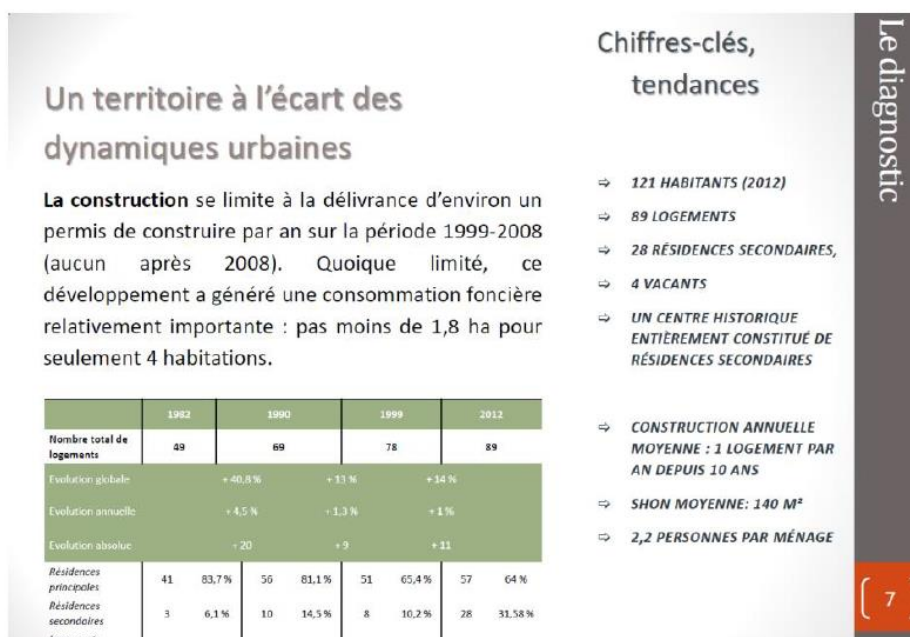 Un territoire à l'écart des
dynamiques urbaines
La construction se limite à la délivrance d'environ un
permis de construire par an sur la période 1999-2008
(aucun après 2008). Quoique limité, ce
développement a généré une consommation foncière
relativement importante : pas moins de 1,8 ha pour
seulement 4 habitations.
1982 1990 1999 2012
Nombre total de
logements 49 69 78 89
Evolution globale + 40,8 % + 13 % + 14 %
Evolution annuelle + 4,5 % + 1,3 % + 1 %
Evolution absolue + 20 + 9 + 11
Résidences
principales 41 83,7 % 56 81,1 % 51 65,4 % 57 64 %
Résidences
secondaires 3 6,1 % 10 14,5 % 8 10,2 % 28 31,58 %
Chiffres-clés,
tendances
⇨ 121 HABITANTS (2012)
⇨ 89 LOGEMENTS
⇨ 28 RÉSIDENCES SECONDAIRES,
⇨ 4 VACANTS
⇨ UN CENTRE HISTORIQUE
ENTIÈREMENT CONSTITUÉ DE
RÉSIDENCES SECONDAIRES
⇨ CONSTRUCTION ANNUELLE
MOYENNE : 1 LOGEMENT PAR
AN DEPUIS 10 ANS
⇨ SHON MOYENNE: 140 M²
⇨ 2,2 PERSONNES PAR MÉNAGE
Le diagnostic
7